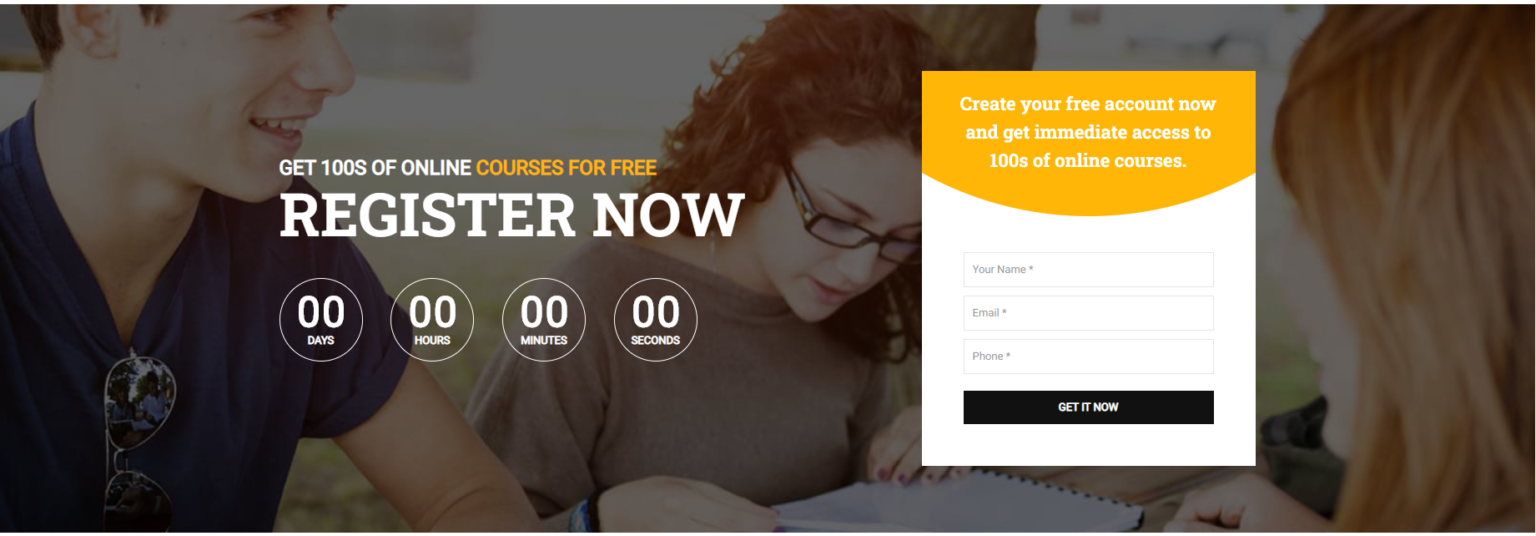 GET 100S OF ONLINE COURSES FOR FREE
REGISTER NOW
00
DAYS
00
HOURS
00
MINUTES
00
SECONDS
Create your free account now
and get immediate access to
100s of online courses.
Your Name *
Email *
Phone *
GET IT NOW